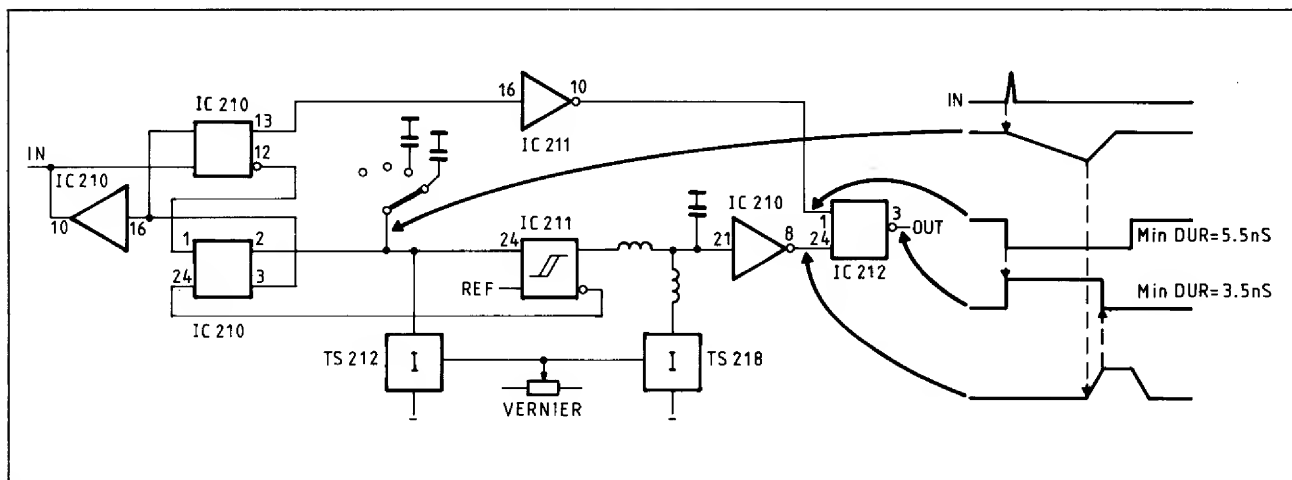 IN
IC 210
13
12
16
10
IC 211
IN
IC 210
10
16
1
2
24
3
IC 210
IC 211
24
REF
IC 210
21
8
1
3
OUT
24
IC 212
Min DUR=5.5nS
Min DUR=3.5nS
TS 212
I
I
TS 218
VERNIER